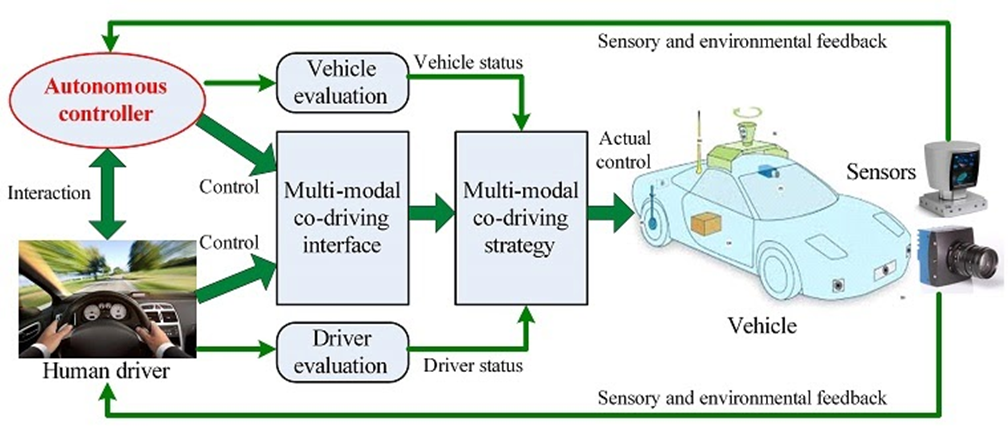 Sensory and environmental feedback
Autonomous
controller
Vehicle
evaluation
Vehicle status
Interaction
Control
Control
Multi-modal
co-driving
interface
Multi-modal
co-driving
strategy
Actual
control
Sensors
Vehicle
Human driver
Driver
evaluation
Driver status
Sensory and environmental feedback